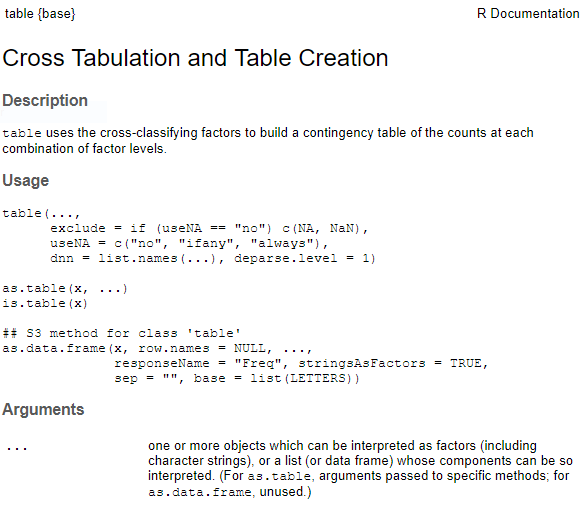 table {base}
R Documentation
Cross Tabulation and Table Creation
Description
table uses the cross-classifying factors to build a contingency table of the counts at each
combination of factor levels.
Usage
table(...,
      exclude = if (useNA == "no") c(NA, NaN),
      useNA = c("no", "ifany", "always"),
      dnn = list.names(...), deparse.level = 1)
as.table(x, ...)
is.table(x)
## S3 method for class 'table'
as.data.frame(x, row.names = NULL, ...,
              responseName = "Freq", stringsAsFactors = TRUE,
              sep = "", base = list(LETTERS))
Arguments
...
one or more objects which can be interpreted as factors (including
character strings), or a list (or data frame) whose components can be so
interpreted. (For as.table, arguments passed to specific methods; for
as.data.frame, unused.)